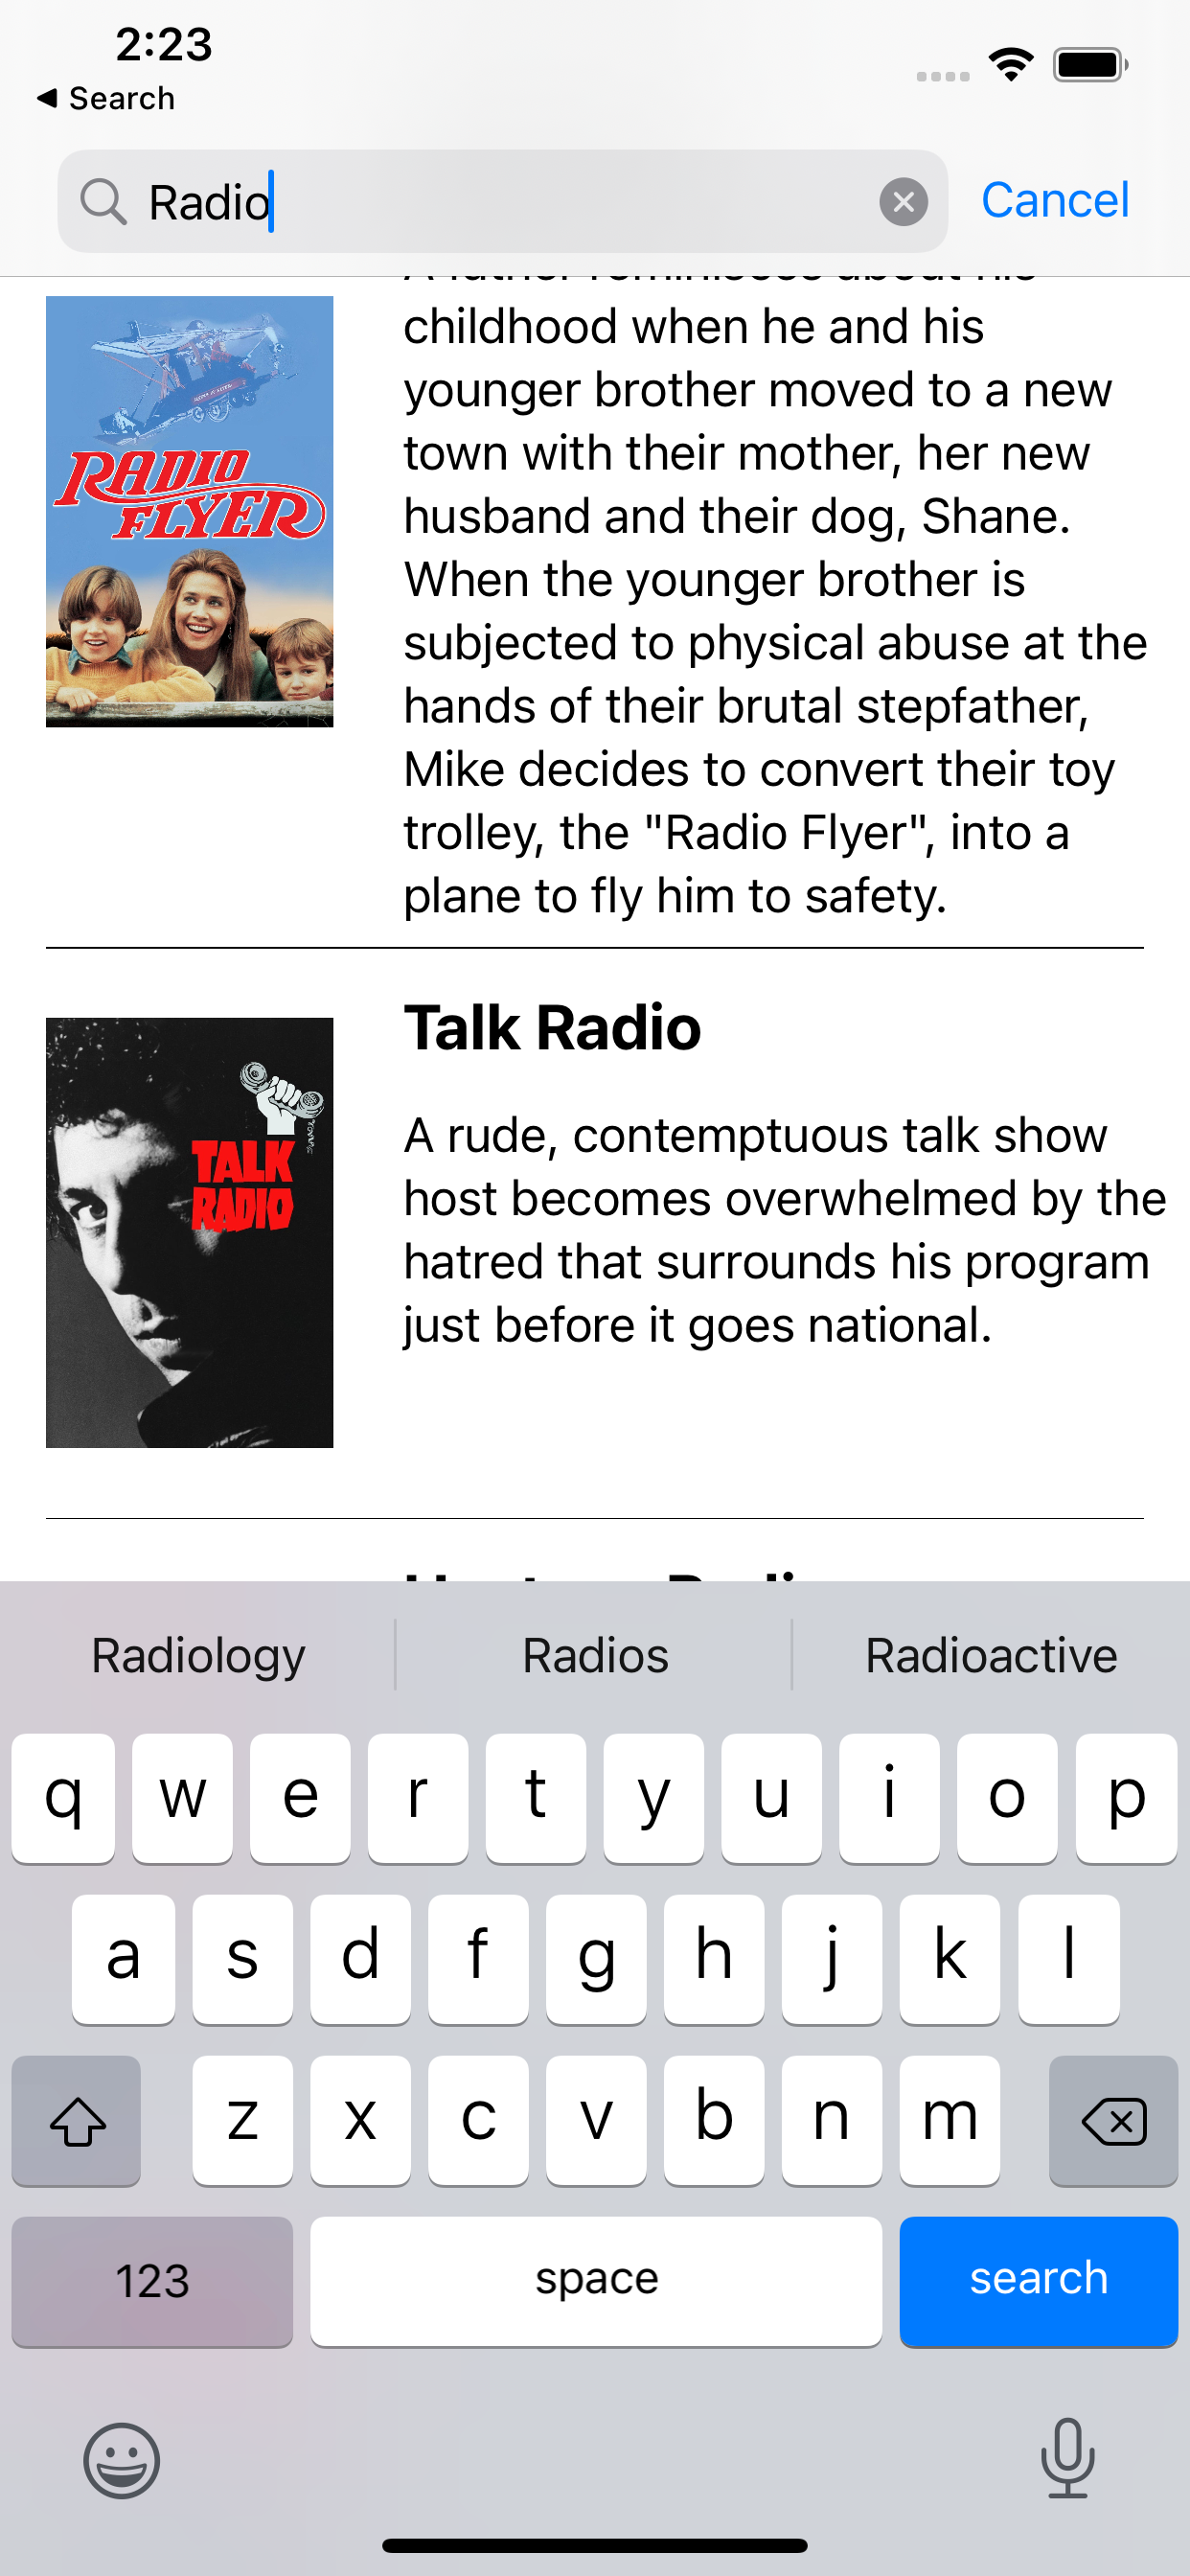 2:23
Search
Radio
Cancel
childhood when he and his
younger brother moved to a new
town with their mother, her new
husband and their dog, Shane.
When the younger brother is
subjected to physical abuse at the
hands of their brutal stepfather,
Mike decides to convert their toy
trolley, the "Radio Flyer", into a
plane to fly him to safety.
RADIO
FLYER
Talk Radio
A rude, contemptuous talk show
host becomes overwhelmed by the
hatred that surrounds his program
just before it goes national.
TALK
RADIO
Radiology Radios Radioactive
q w e r t y u i o p
a s d f g h j k l
z x c v b n m
123 space search